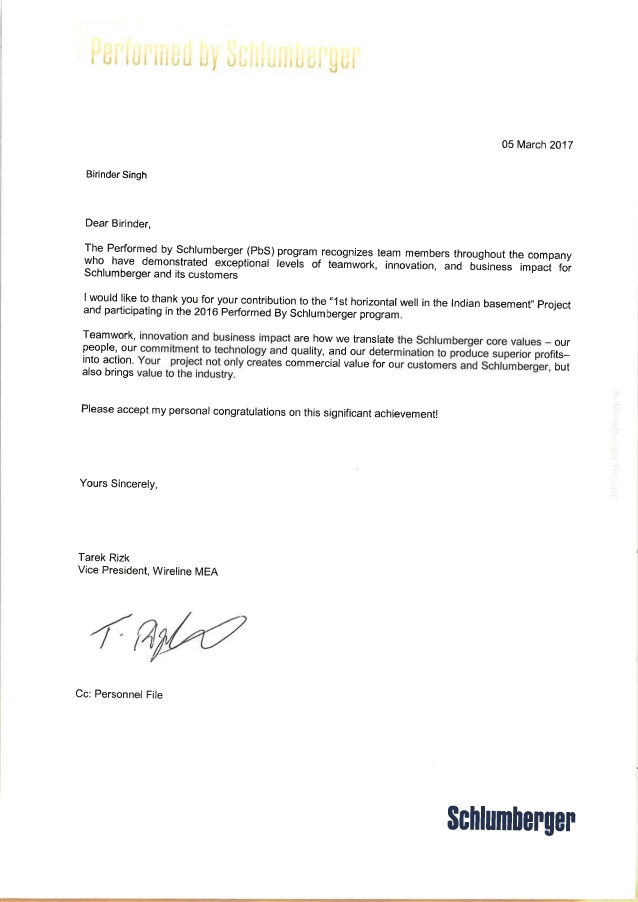 Performed by Schlumberger
05 March 2017
Birinder Singh
Dear Birinder,
The Performed by Schlumberger (PbS) program recognizes team members throughout the company
who have demonstrated exceptional levels of teamwork, innovation, and business impact for
Schlumberger and its customers
I would like to thank you for your contribution to the "1st horizontal well in the Indian basement" Project
and participating in the 2016 Performed By Schlumberger program.
Teamwork, innovation and business impact are how we translate the Schlumberger core values – our
people, our commitment to technology and quality, and our determination to produce superior profits–
into action. Your project not only creates commercial value for our customers and Schlumberger, but
also brings value to the industry.
Please accept my personal congratulations on this significant achievement!
Schlumberger Private
Yours Sincerely,
Tarek Rizk
Vice President, Wireline MEA
T. Rizk
Cc: Personnel File
Schlumberger